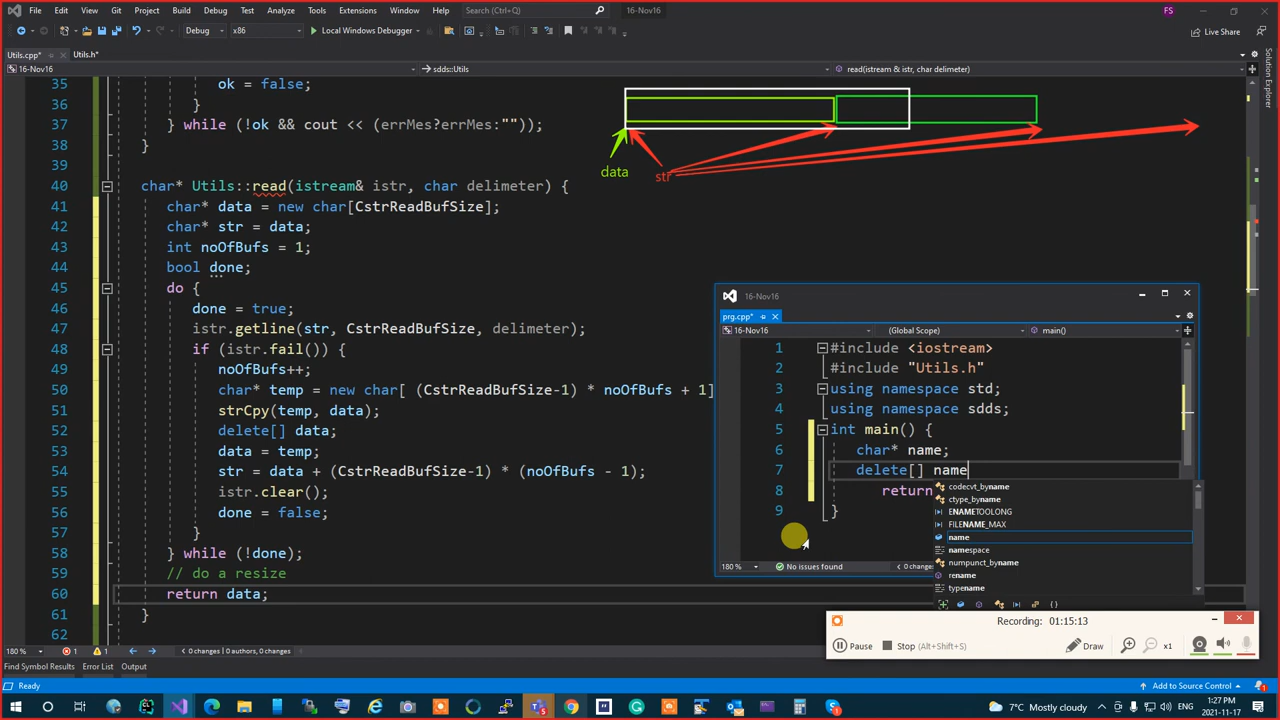 File Edit View Git Project Build Debug Test Analyze Tools Extensions Window Help Search (Ctrl+Q) 16-Nov16 FS
Debug x86 Local Windows Debugger Live Share
Utils.cpp* Utils.h*
16-Nov16 sdds::Utils read(istream & istr, char delimeter)
Solution Explorer
35 ok = false;
36 }
37 } while (!ok && cout << (errMes?errMes:""));
38 }
39
40 char* Utils::read(istream& istr, char delimeter) {
41 char* data = new char[CstrReadBufSize];
42 char* str = data;
43 int noOfBufs = 1;
44 bool done;
45 do {
46 done = true;
47 istr.getline(str, CstrReadBufSize, delimeter);
48 if (istr.fail()) {
49 noOfBufs++;
50 char* temp = new char[ (CstrReadBufSize-1) * noOfBufs + 1]
51 strCpy(temp, data);
52 delete[] data;
53 data = temp;
54 str = data + (CstrReadBufSize-1) * (noOfBufs - 1);
55 istr.clear();
56 done = false;
57 }
58 } while (!done);
59 // do a resize
60 return data;
61 }
62
data
str
16-Nov16
prg.cpp*
16-Nov16 (Global Scope) main()
1 #include <iostream>
2 #include "Utils.h"
3 using namespace std;
4 using namespace sdds;
5 int main() {
6 char* name;
7 delete[] name
8 return
9 }
codecvt_byname
ctype_byname
ENAMETOOLONG
FILENAME_MAX
name
namespace
numpunct_byname
rename
typename
180 % No issues found 0 change
Recording: 01:15:13
Pause Stop (Alt+Shift+S) Draw x1
180 % 1 1 0 changes | 0 authors, 0 changes
Find Symbol Results Error List Output
Ready Add to Source Control
7°C Mostly cloudy ENG 1:27 PM 2021-11-17